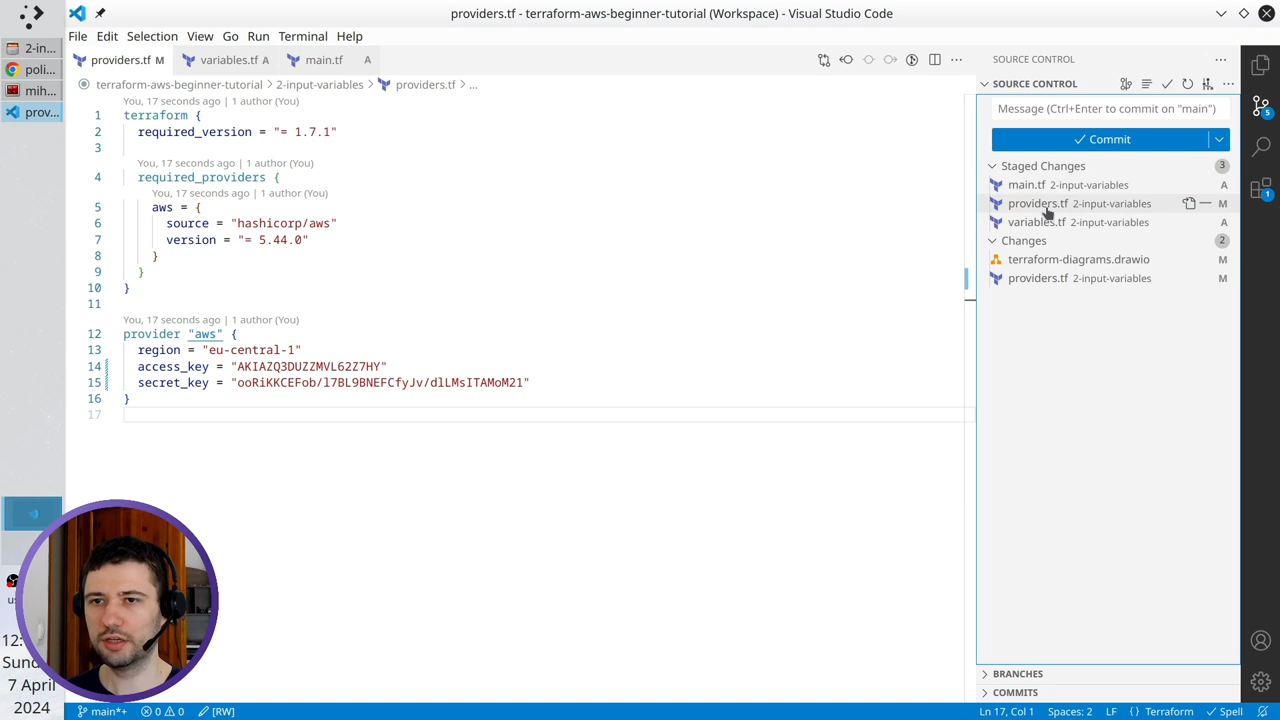 providers.tf - terraform-aws-beginner-tutorial (Workspace) - Visual Studio Code
File Edit Selection View Go Run Terminal Help
2-in...
poli...
mih...
prov...
providers.tf M
variables.tf A
main.tf A
terraform-aws-beginner-tutorial > 2-input-variables > providers.tf > ...
You, 17 seconds ago | 1 author (You)
1 terraform {
2 required_version = "= 1.7.1"
3
You, 17 seconds ago | 1 author (You)
4 required_providers {
You, 17 seconds ago | 1 author (You)
5 aws = {
6 source = "hashicorp/aws"
7 version = "= 5.44.0"
8 }
9 }
10 }
11
You, 17 seconds ago | 1 author (You)
12 provider "aws" {
13 region = "eu-central-1"
14 access_key = "AKIAZQ3DUZZMVL62Z7HY"
15 secret_key = "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"
16 }
17
SOURCE CONTROL
SOURCE CONTROL
Message (Ctrl+Enter to commit on "main")
Commit
Staged Changes 3
main.tf 2-input-variables A
providers.tf 2-input-variables M
variables.tf 2-input-variables A
Changes 2
terraform-diagrams.drawio M
providers.tf 2-input-variables M
BRANCHES
COMMITS
5
1
7 April
2024
main*+ 0 0 [RW]
Ln 17, Col 1 Spaces: 2 LF {} Terraform Spell